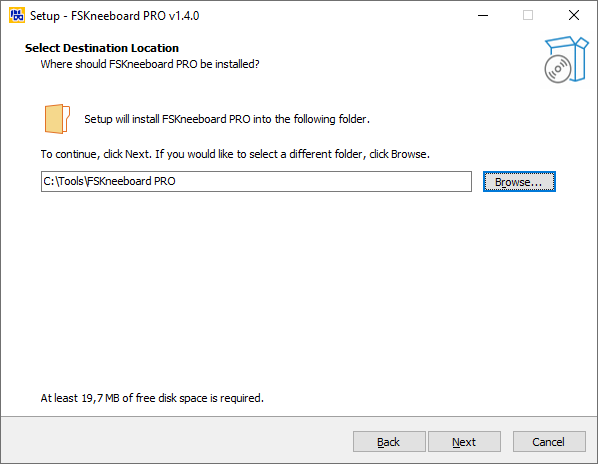 Setup - FSKneeboard PRO v1.4.0
Select Destination Location
Where should FSKneeboard PRO be installed?
Setup will install FSKneeboard PRO into the following folder.
To continue, click Next. If you would like to select a different folder, click Browse.
C:\Tools\FSKneeboard PRO
Browse...
At least 19,7 MB of free disk space is required.
Back
Next
Cancel